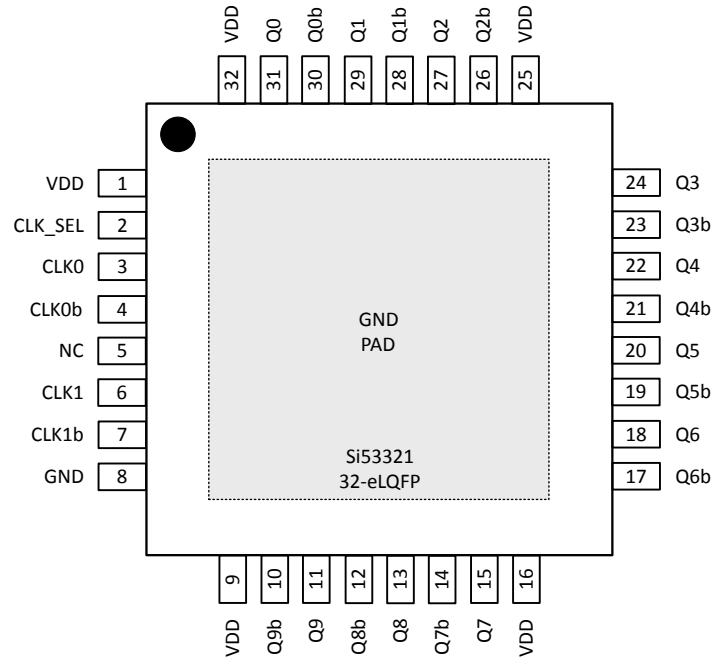 VDD Q0 Q0b Q1 Q1b Q2 Q2b VDD
32 31 30 29 28 27 26 25
VDD 1
CLK_SEL 2
CLK0 3
CLK0b 4
NC 5
CLK1 6
CLK1b 7
GND 8
GND
PAD
Si53321
32-eLQFP
24 Q3
23 Q3b
22 Q4
21 Q4b
20 Q5
19 Q5b
18 Q6
17 Q6b
9 10 11 12 13 14 15 16
VDD Q9b Q9 Q8b Q8 Q7b Q7 VDD